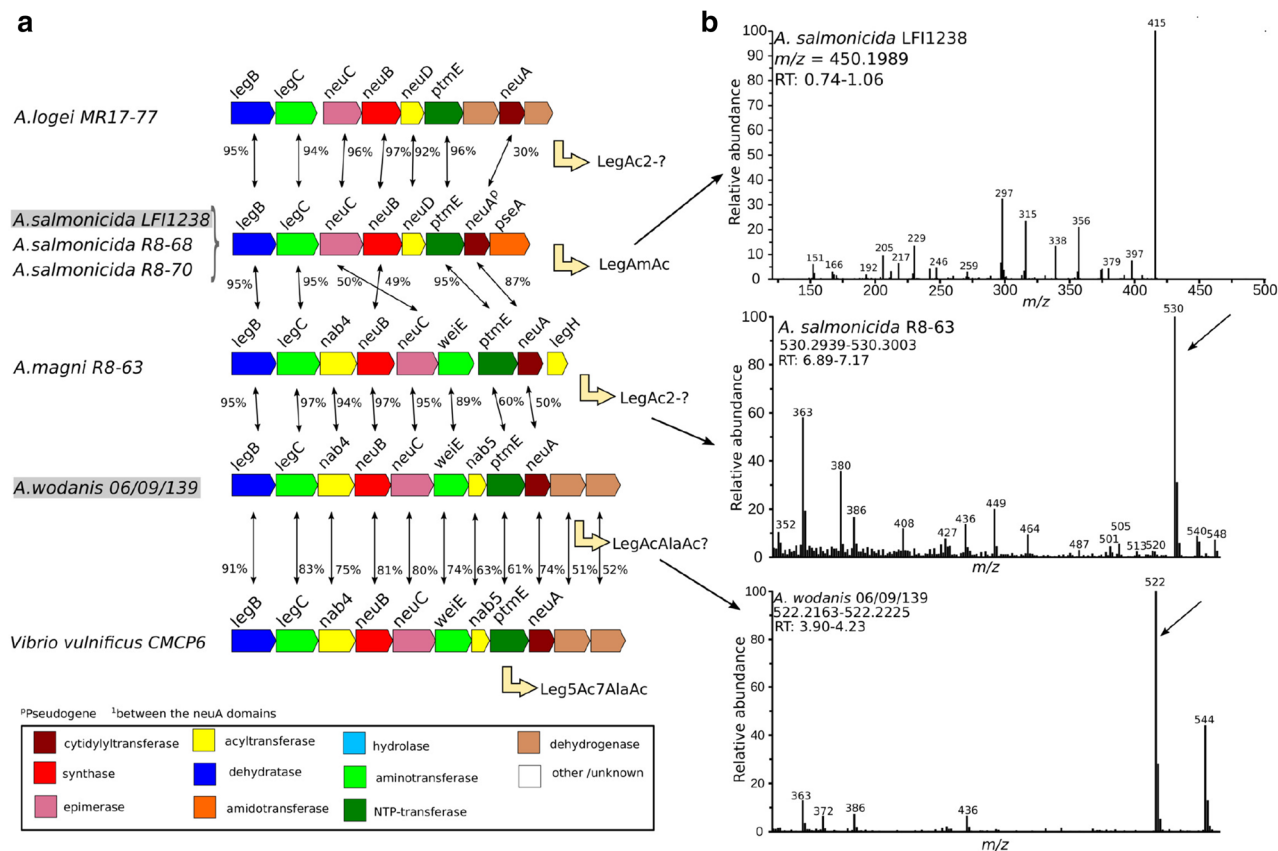 a
legB legC neuC neuB neuD ptmE neuA
A.logei MR17-77
95% 94% 96% 97% 92% 96% 30%
LegAc2-?
legB legC neuC neuB neuD ptmE neuAᵖ pseA
A.salmonicida LFI1238
A.salmonicida R8-68
A.salmonicida R8-70
LegAmAc
95% 95% 50% 49% 95% 87%
legB legC nab4 neuB neuC weiE ptmE neuA legH
A.magni R8-63
LegAc2-?
95% 97% 94% 97% 95% 89% 60% 50%
legB legC nab4 neuB neuC weiE nab5 ptmE neuA
A.wodanis 06/09/139
LegAcAlaAc?
91% 83% 75% 81% 80% 74% 63% 61% 74% 51% 52%
legB legC nab4 neuB neuC weiE nab5 ptmE neuA
Vibrio vulnificus CMCP6
Leg5Ac7AlaAc
ᵖPseudogene ¹between the neuA domains
cytidylyltransferase acyltransferase hydrolase dehydrogenase
synthase dehydratase aminotransferase other /unknown
epimerase amidotransferase NTP-transferase
b
415
100
A. salmonicida LFI1238
m/z = 450.1989
RT: 0.74-1.06
80
60
40
20
0
Relative abundance
151 166 192 205 217 229 246 259 297 315 338 356 379 397
125 150 200 250 300 350 400 450 500
m/z
530
100
A. salmonicida R8-63
530.2939-530.3003
RT: 6.89-7.17
80
60
40
20
0
Relative abundance
352 363 380 386 408 427 436 449 464 487 501 505 513 520 540 548
m/z
522
100
A. wodanis 06/09/139
522.2163-522.2225
RT: 3.90-4.23
80
60
40
20
0
Relative abundance
363 372 386 436 544
m/z